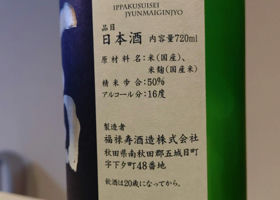 IPPAKUSUISEI
JYUNMAIGINJYO
品目
日本酒 内容量720ml
原材料名:米(国産)、
米麹(国産米)
精米歩合:50%
アルコール分:16度
製造者
福禄寿酒造株式会社
秋田県南秋田郡五城目町
字下タ町48番地
飲酒は20歳になってから。